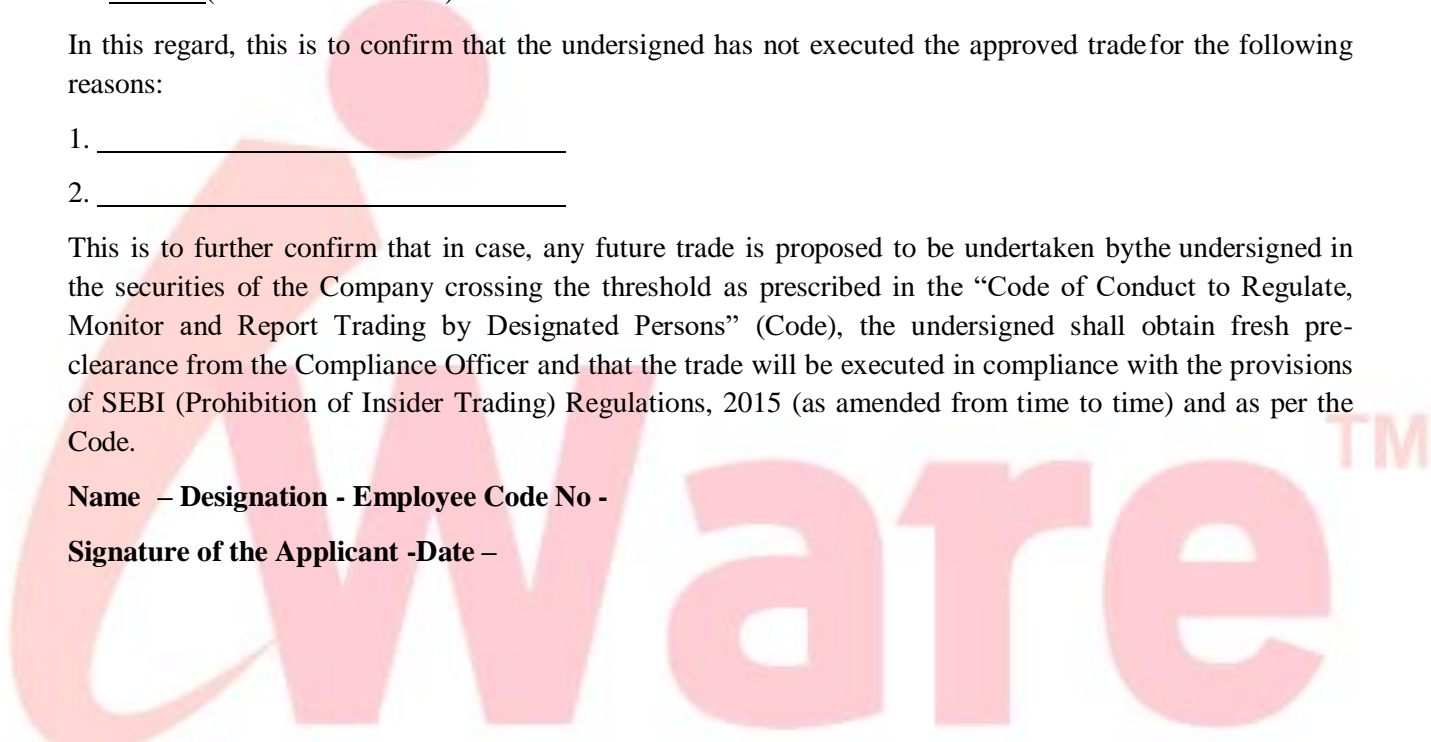 In this regard, this is to confirm that the undersigned has not executed the approved tradefor the following
reasons:
1. ___________________________
2. ___________________________
This is to further confirm that in case, any future trade is proposed to be undertaken bythe undersigned in
the securities of the Company crossing the threshold as prescribed in the “Code of Conduct to Regulate,
Monitor and Report Trading by Designated Persons” (Code), the undersigned shall obtain fresh pre-
clearance from the Compliance Officer and that the trade will be executed in compliance with the provisions
of SEBI (Prohibition of Insider Trading) Regulations, 2015 (as amended from time to time) and as per the
Code.
Name – Designation - Employee Code No -
Signature of the Applicant -Date –
iWare TM